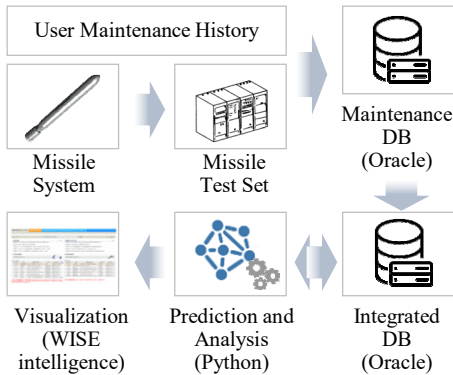 User Maintenance History
Missile
System
Missile
Test Set
Maintenance
DB
(Oracle)
Visualization
(WISE
intelligence)
Prediction and
Analysis
(Python)
Integrated
DB
(Oracle)